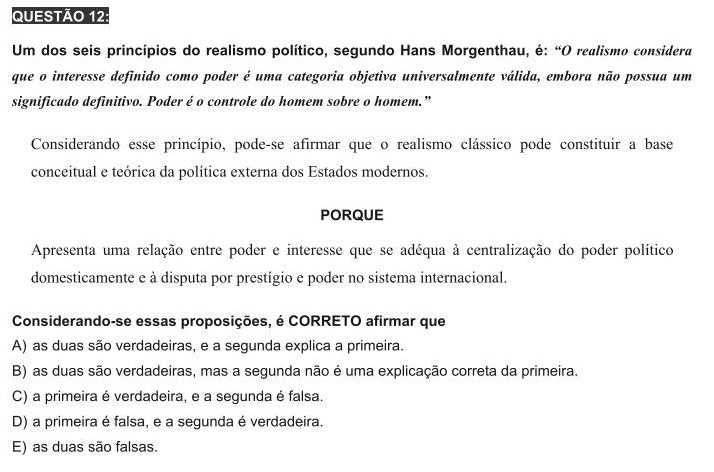 QUESTÃO 12:
Um dos seis princípios do realismo político, segundo Hans Morgenthau, é: “O realismo considera
que o interesse definido como poder é uma categoria objetiva universalmente válida, embora não possua um
significado definitivo. Poder é o controle do homem sobre o homem.”
Considerando esse princípio, pode-se afirmar que o realismo clássico pode constituir a base
conceitual e teórica da política externa dos Estados modernos.
PORQUE
Apresenta uma relação entre poder e interesse que se adéqua à centralização do poder político
domesticamente e à disputa por prestígio e poder no sistema internacional.
Considerando-se essas proposições, é CORRETO afirmar que
A) as duas são verdadeiras, e a segunda explica a primeira.
B) as duas são verdadeiras, mas a segunda não é uma explicação correta da primeira.
C) a primeira é verdadeira, e a segunda é falsa.
D) a primeira é falsa, e a segunda é verdadeira.
E) as duas são falsas.